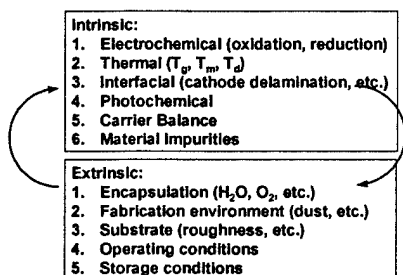 Intrinsic:
1. Electrochemical (oxidation, reduction)
2. Thermal (Tg, Tm, Td)
3. Interfacial (cathode delamination, etc.)
4. Photochemical
5. Carrier Balance
6. Material Impurities
Extrinsic:
1. Encapsulation (H2O, O2, etc.)
2. Fabrication environment (dust, etc.)
3. Substrate (roughness, etc.)
4. Operating conditions
5. Storage conditions